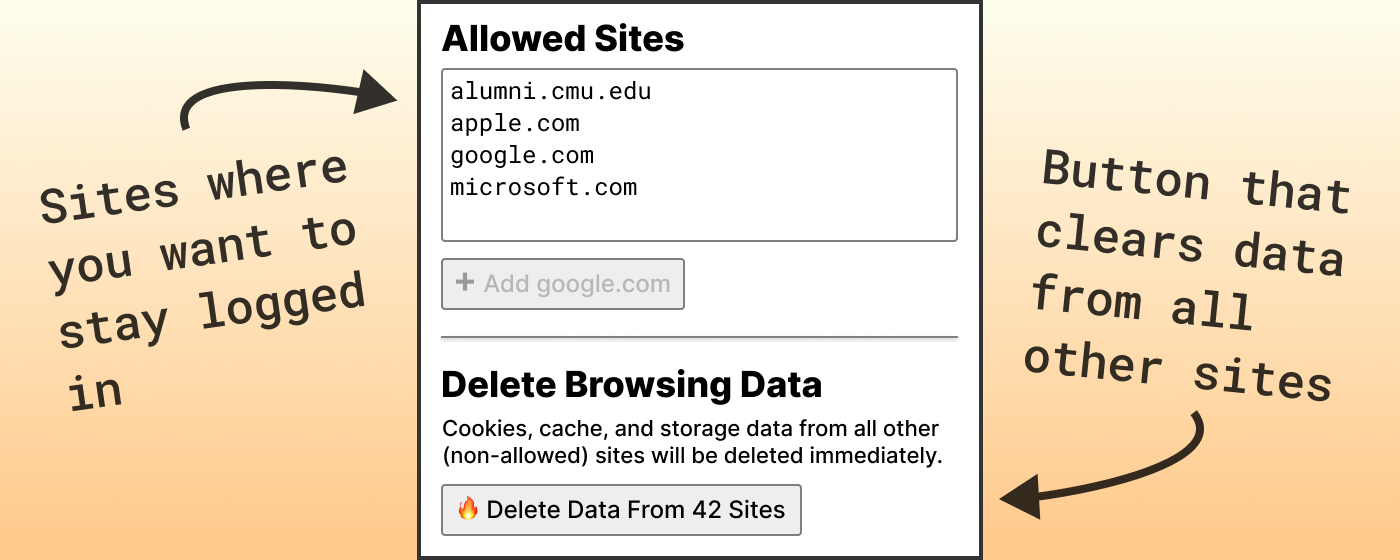 Sites where
you want to
stay logged
in
Allowed Sites
alumni.cmu.edu
apple.com
google.com
microsoft.com
+ Add google.com
Delete Browsing Data
Cookies, cache, and storage data from all other
(non-allowed) sites will be deleted immediately.
🔥 Delete Data From 42 Sites
Button that
clears data
from all
other sites